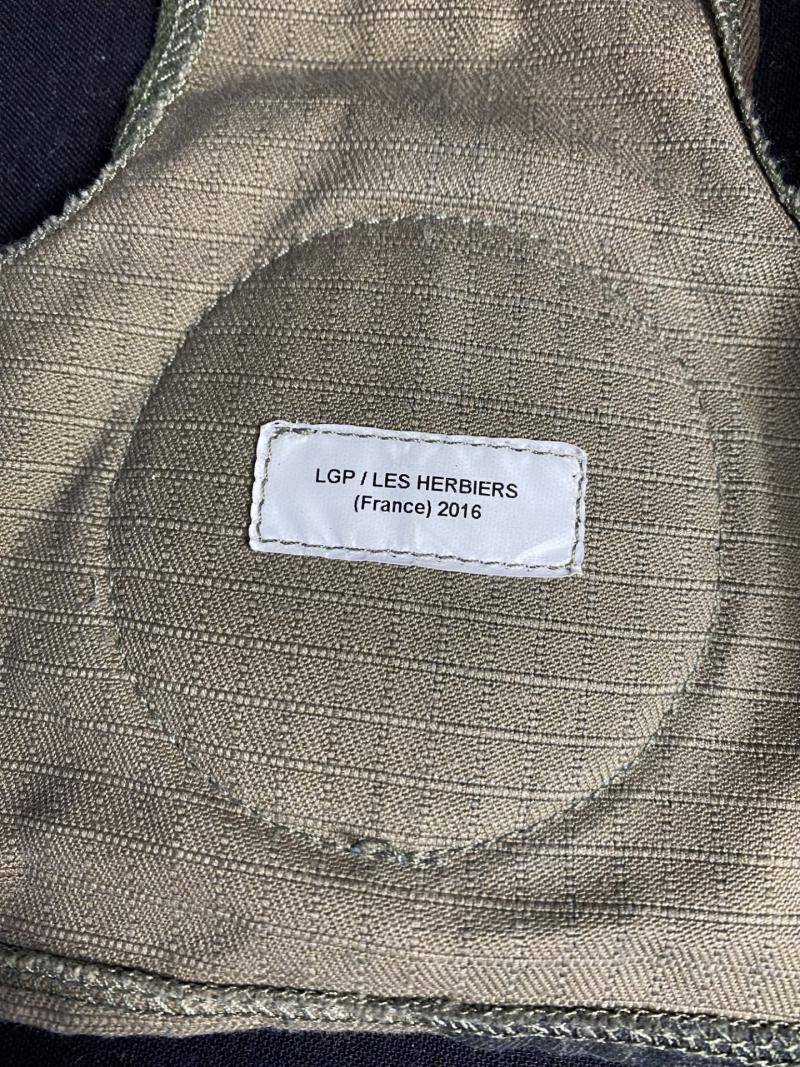 LGP / LES HERBIERS
(France) 2016